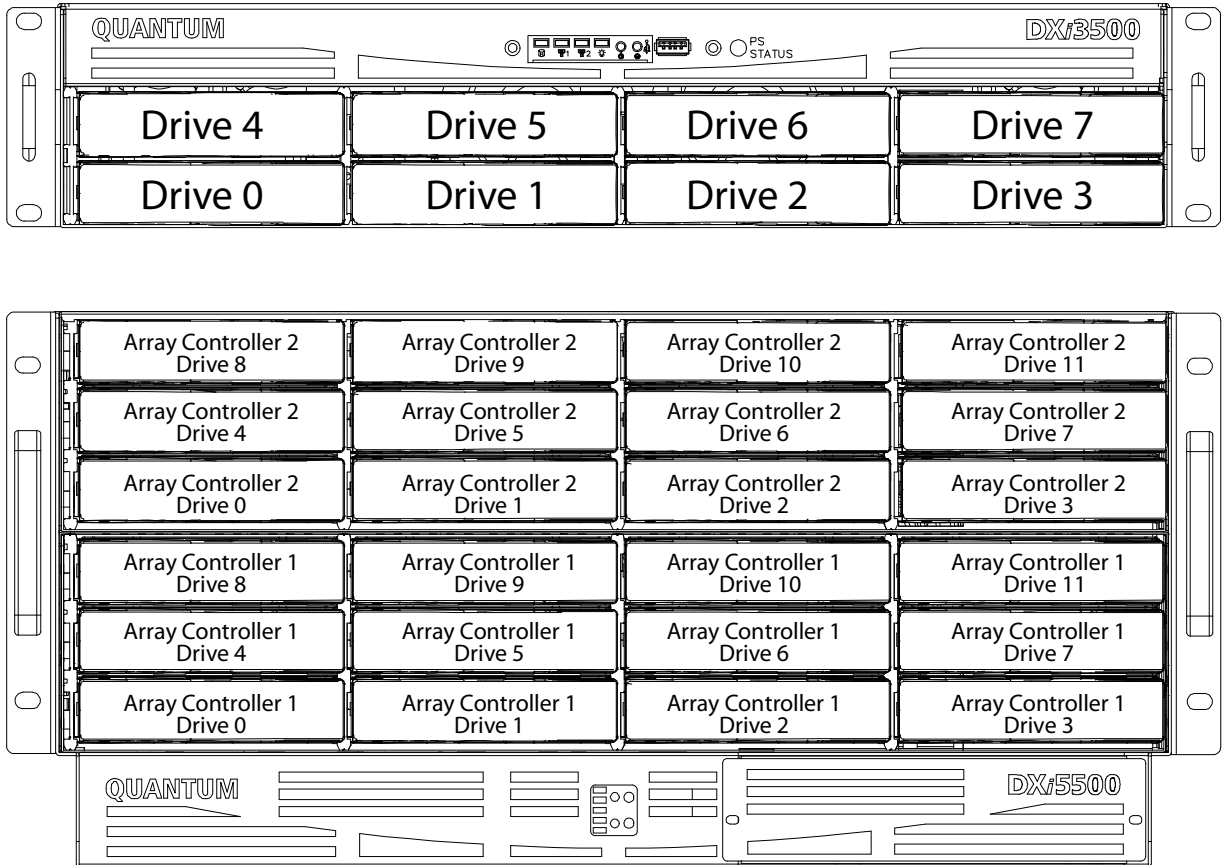 QUANTUM
DXi3500
1
2
PS
STATUS
Drive 4
Drive 5
Drive 6
Drive 7
Drive 0
Drive 1
Drive 2
Drive 3
Array Controller 2
Drive 8
Array Controller 2
Drive 9
Array Controller 2
Drive 10
Array Controller 2
Drive 11
Array Controller 2
Drive 4
Array Controller 2
Drive 5
Array Controller 2
Drive 6
Array Controller 2
Drive 7
Array Controller 2
Drive 0
Array Controller 2
Drive 1
Array Controller 2
Drive 2
Array Controller 2
Drive 3
Array Controller 1
Drive 8
Array Controller 1
Drive 9
Array Controller 1
Drive 10
Array Controller 1
Drive 11
Array Controller 1
Drive 4
Array Controller 1
Drive 5
Array Controller 1
Drive 6
Array Controller 1
Drive 7
Array Controller 1
Drive 0
Array Controller 1
Drive 1
Array Controller 1
Drive 2
Array Controller 1
Drive 3
QUANTUM
DXi5500